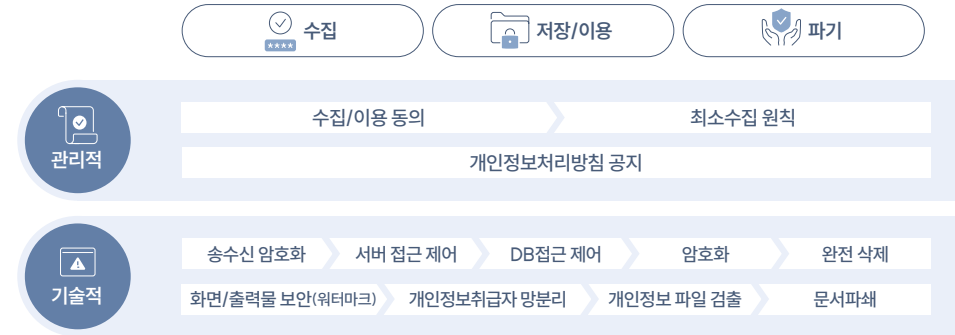 수집
저장/이용
파기
****
관리적
수집/이용 동의
최소수집 원칙
개인정보처리방침 공지
기술적
송수신 암호화
서버 접근 제어
DB접근 제어
암호화
완전 삭제
화면/출력물 보안(워터마크)
개인정보취급자 망분리
개인정보 파일 검출
문서파쇄